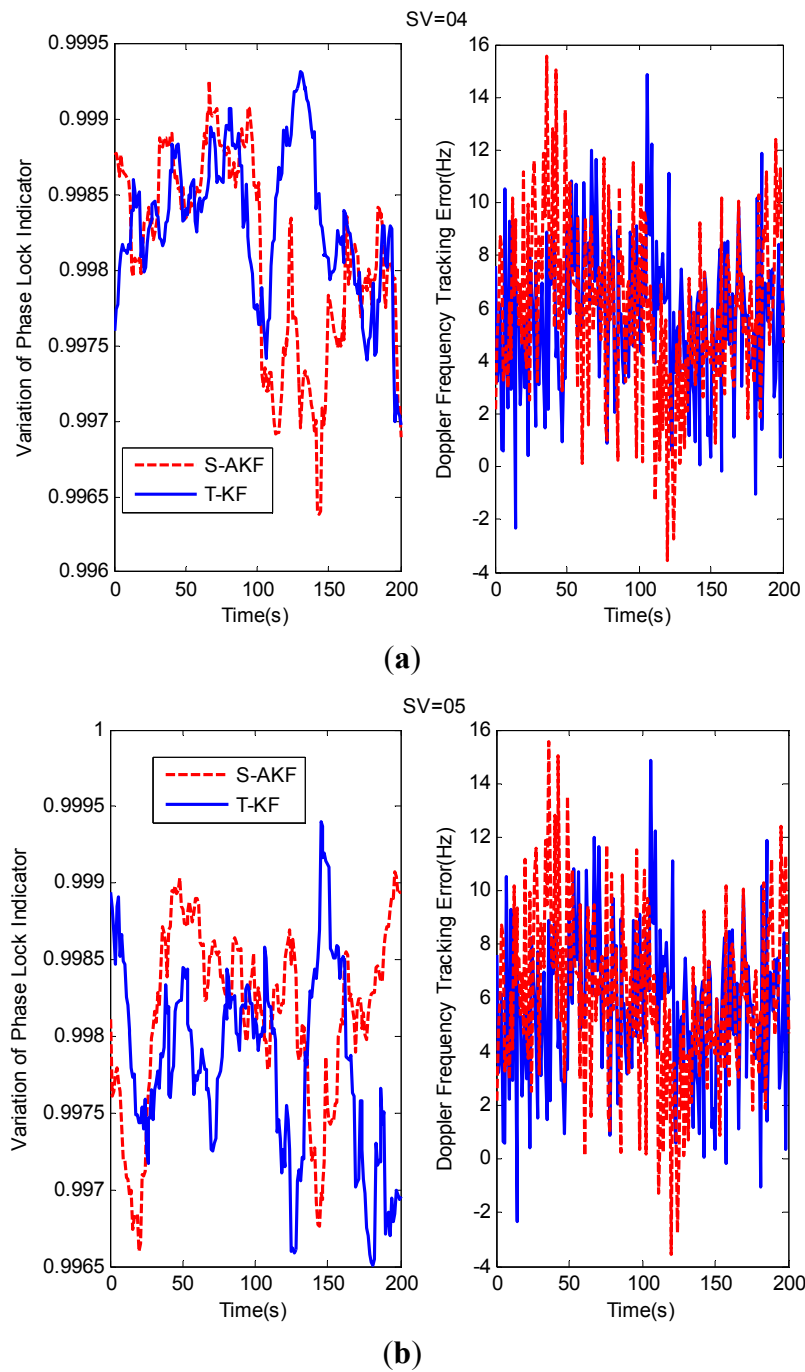 SV=04
0.9995
0.999
0.9985
0.998
0.9975
0.997
0.9965
0.996
Variation of Phase Lock Indicator
S-AKF
T-KF
0 50 100 150 200
Time(s)
16
14
12
10
8
6
4
2
0
-2
-4
Doppler Frequency Tracking Error(Hz)
0 50 100 150 200
Time(s)
(a)
SV=05
1
0.9995
0.999
0.9985
0.998
0.9975
0.997
0.9965
Variation of Phase Lock Indicator
S-AKF
T-KF
0 50 100 150 200
Time(s)
16
14
12
10
8
6
4
2
0
-2
-4
Doppler Frequency Tracking Error(Hz)
0 50 100 150 200
Time(s)
(b)